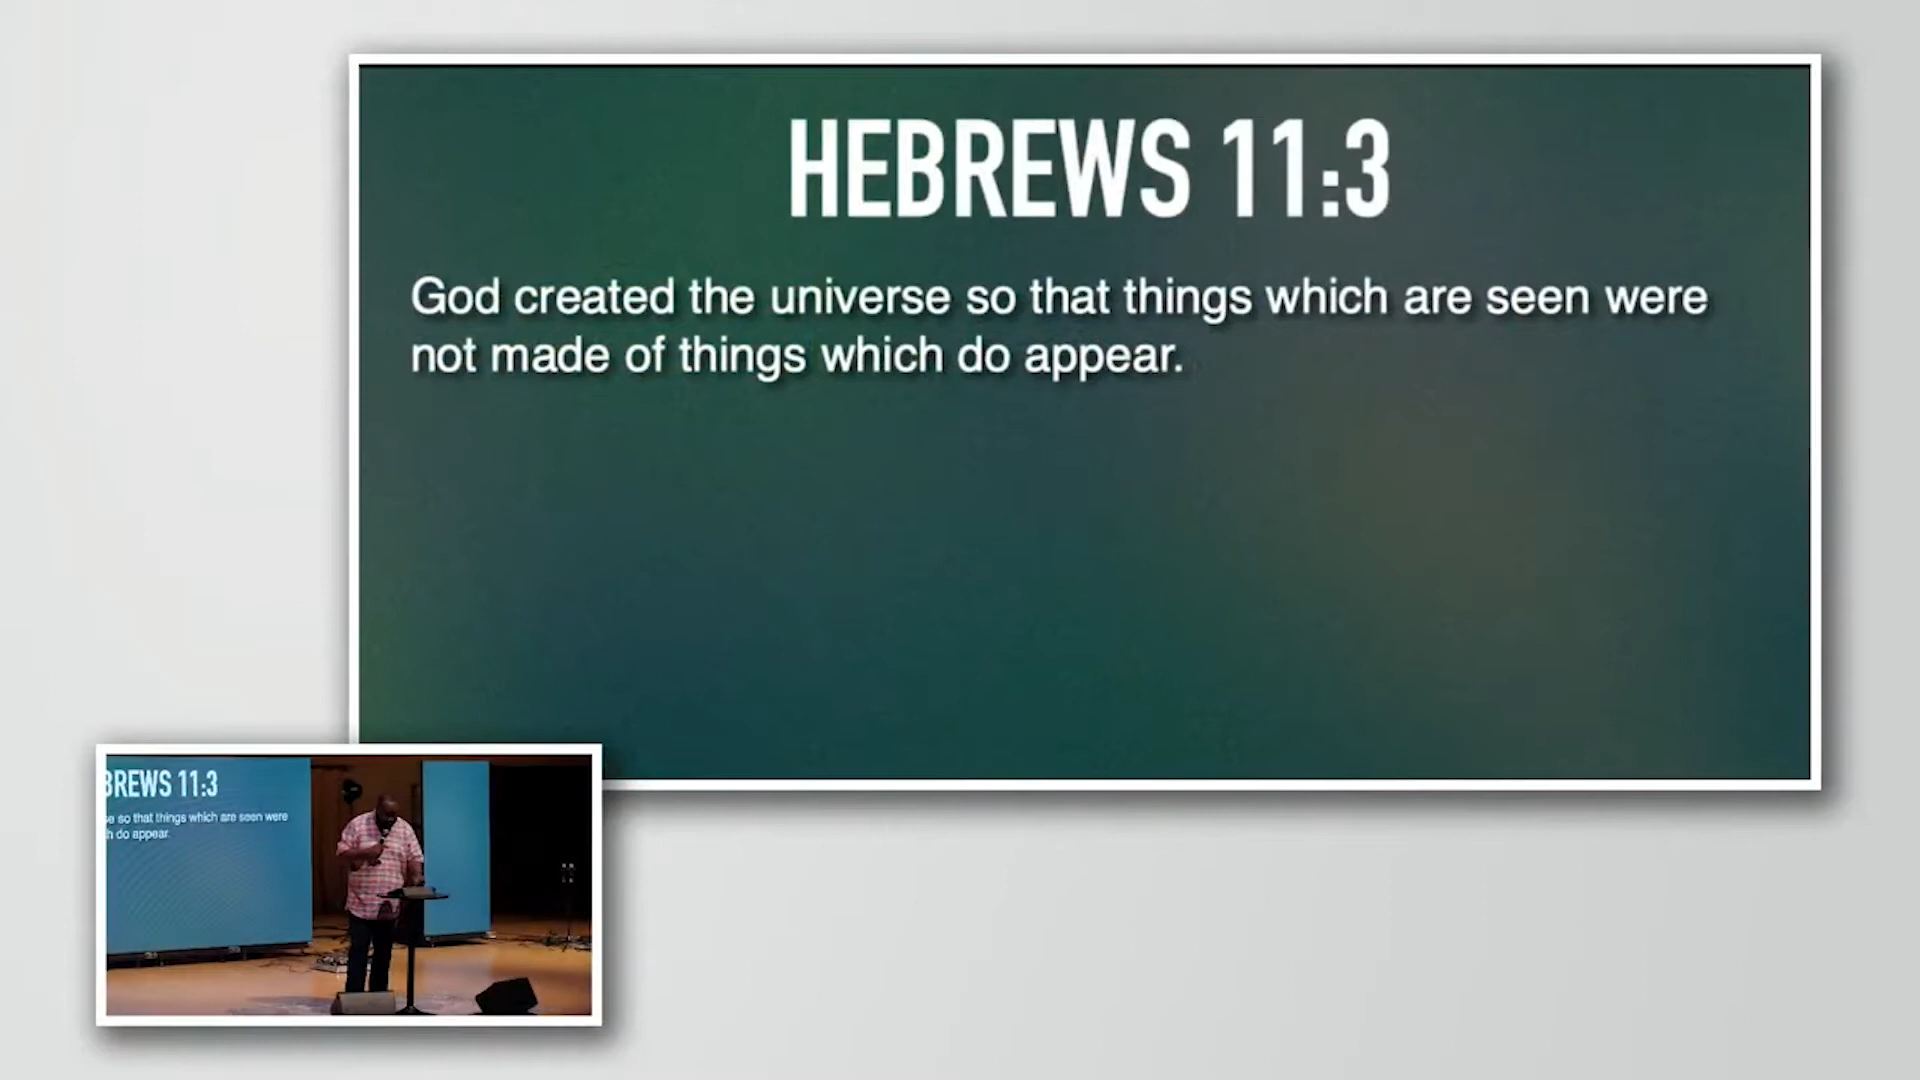 HEBREWS 11:3
God created the universe so that things which are seen were
not made of things which do appear.
BREWS 11:3
e so that things which are seen were
h do appear.